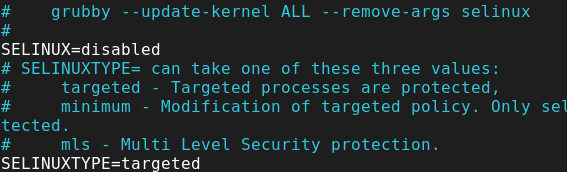 #    grubby --update-kernel ALL --remove-args selinux
#
SELINUX=disabled
# SELINUXTYPE= can take one of these three values:
#     targeted - Targeted processes are protected,
#     minimum - Modification of targeted policy. Only sel
tected.
#     mls - Multi Level Security protection.
SELINUXTYPE=targeted